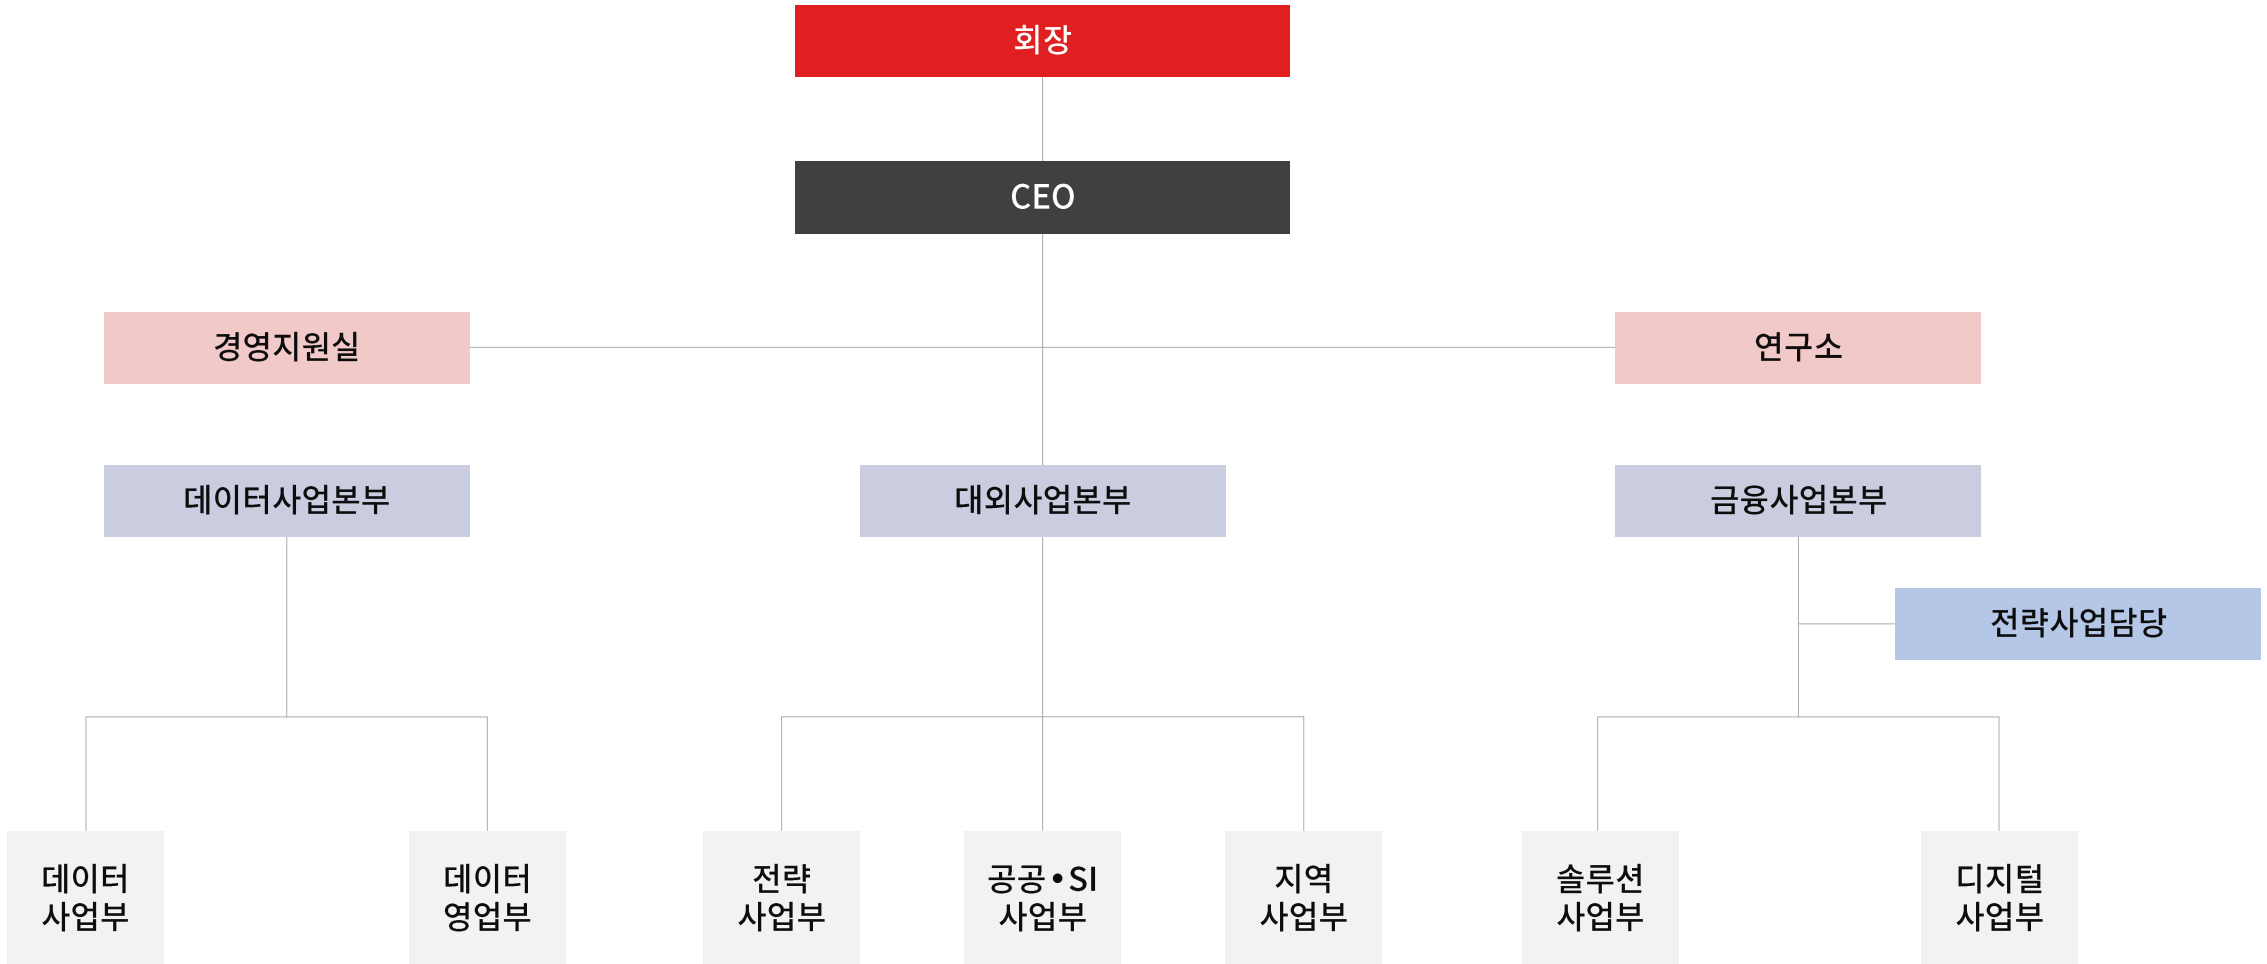 회장
CEO
경영지원실
연구소
데이터사업본부
대외사업본부
금융사업본부
전략사업담당
데이터
사업부
데이터
영업부
전략
사업부
공공•SI
사업부
지역
사업부
솔루션
사업부
디지털
사업부